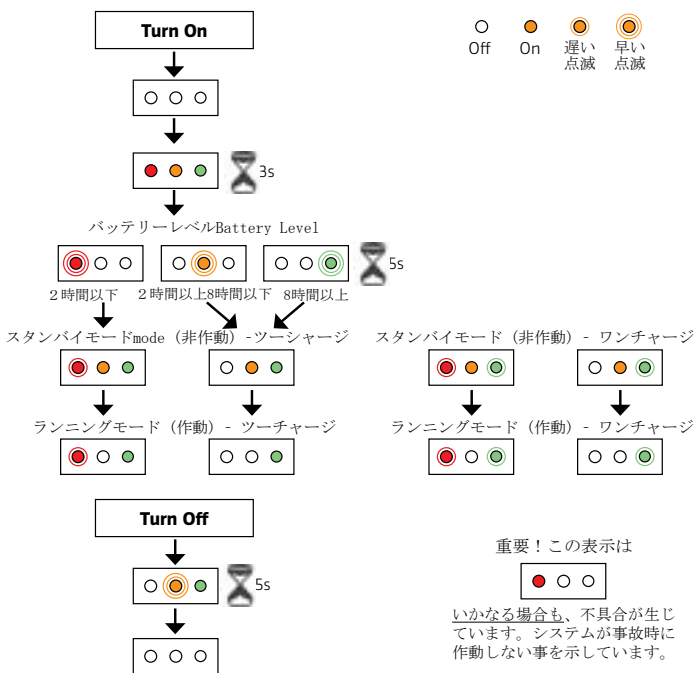 Turn On
Off
On
遅い
点滅
早い
点滅
3s
バッテリーレベルBattery Level
5s
2時間以下
2時間以上8時間以下
8時間以上
スタンバイモードmode（非作動）-ツーシャージ
スタンバイモード（非作動）- ワンチャージ
ランニングモード（作動）- ツーチャージ
ランニングモード（作動）- ワンチャージ
Turn Off
5s
重要！この表示は
いかなる場合も、不具合が生じ
ています。システムが事故時に
作動しない事を示しています。